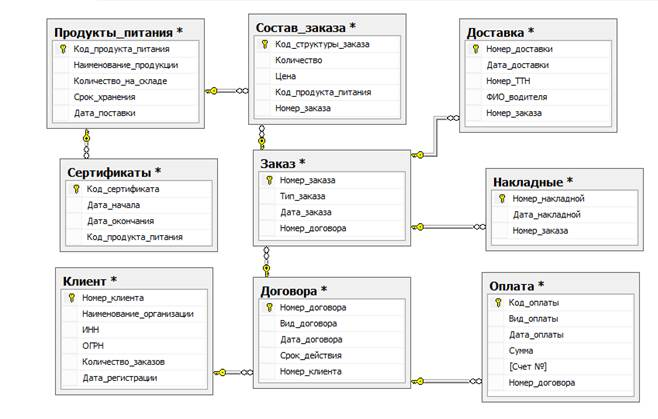 Продукты_питания *
Код_продукта_питания
Наименование_продукции
Количество_на_складе
Срок_хранения
Дата_поставки
Состав_заказа *
Код_структуры_заказа
Количество
Цена
Код_продукта_питания
Номер_заказа
Доставка *
Номер_доставки
Дата_доставки
Номер_ТТН
ФИО_водителя
Номер_заказа
Сертификаты *
Код_сертификата
Дата_начала
Дата_окончания
Код_продукта_питания
Заказ *
Номер_заказа
Тип_заказа
Дата_заказа
Номер_договора
Накладные *
Номер_накладной
Дата_накладной
Номер_заказа
Клиент *
Номер_клиента
Наименование_организации
ИНН
ОГРН
Количество_заказов
Дата_регистрации
Договора *
Номер_договора
Вид_договора
Дата_договора
Срок_действия
Номер_клиента
Оплата *
Код_оплаты
Вид_оплаты
Дата_оплаты
Сумма
[Счет №]
Номер_договора